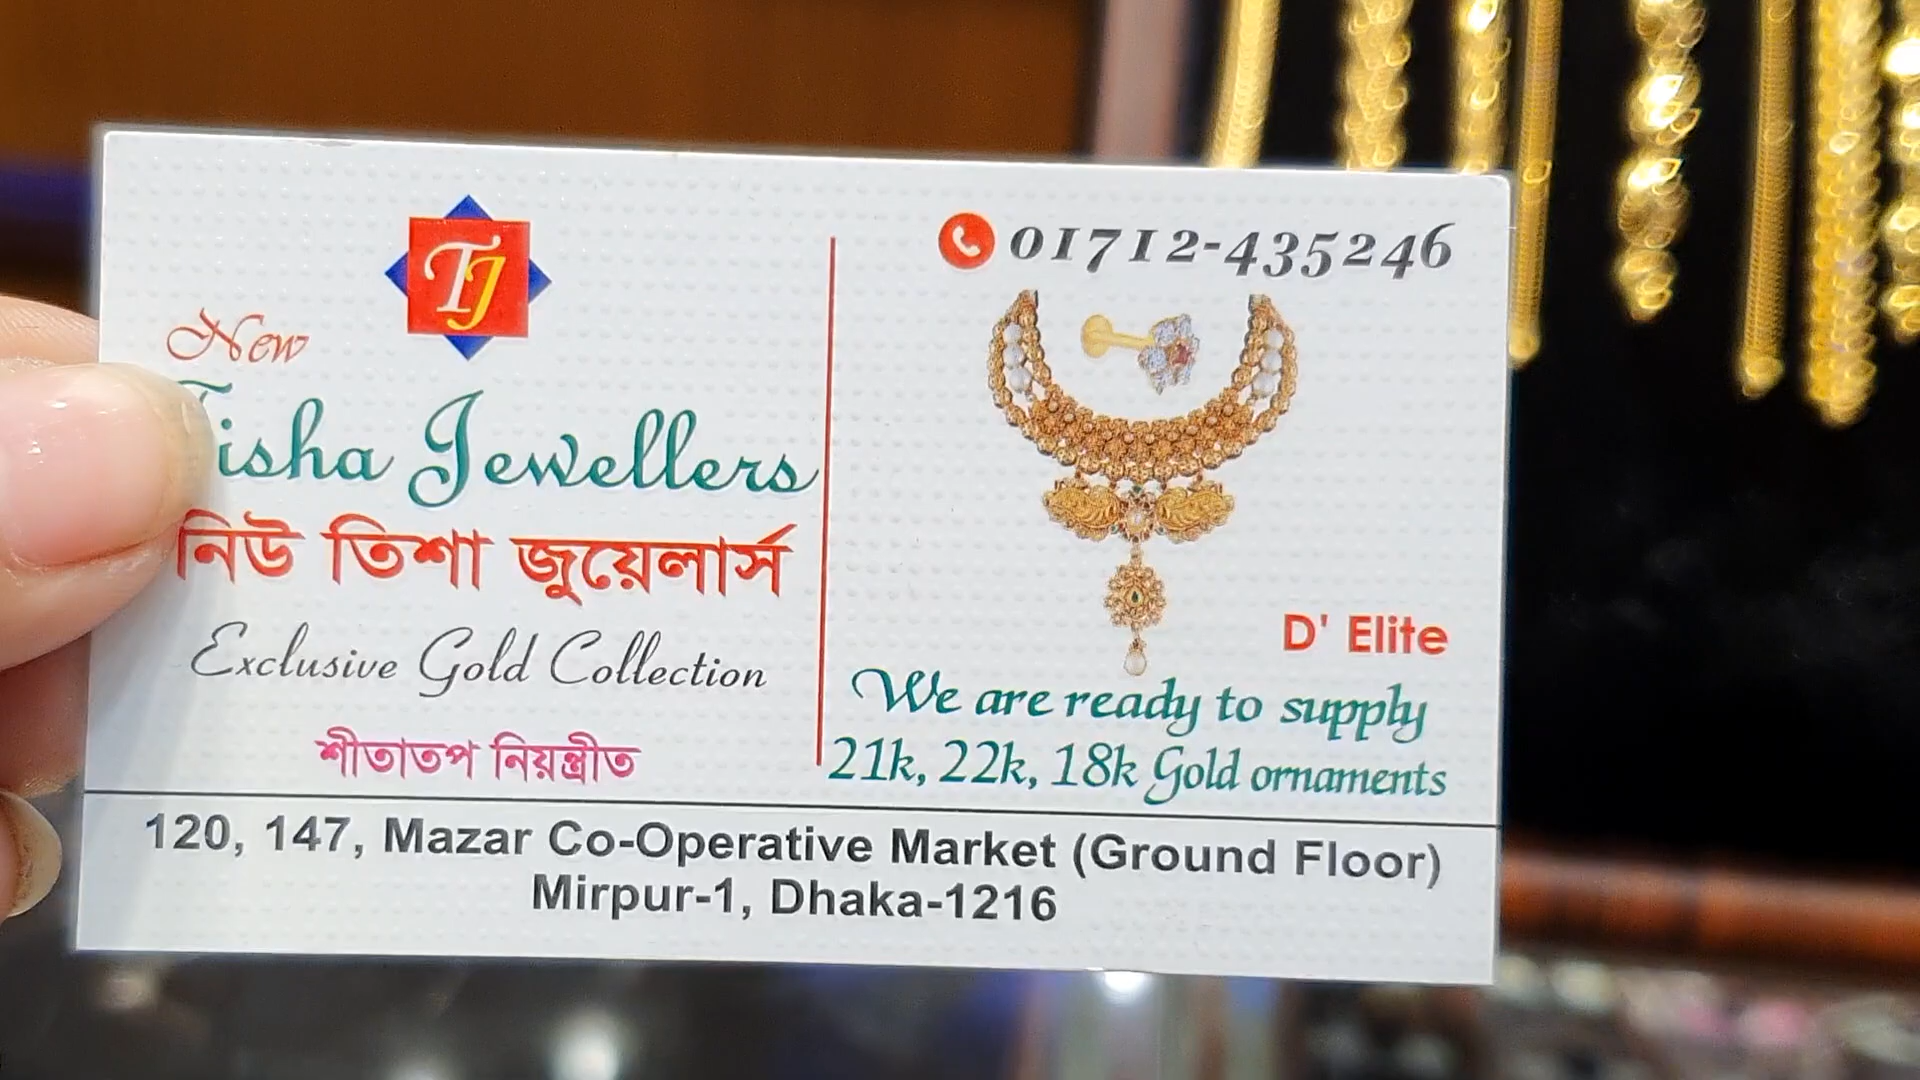 TJ
New
Tisha Jewellers
নিউ তিশা জুয়েলার্স
Exclusive Gold Collection
শীতাতপ নিয়ন্ত্রীত
01712-435246
D' Elite
We are ready to supply
21k, 22k, 18k Gold ornaments
120, 147, Mazar Co-Operative Market (Ground Floor)
Mirpur-1, Dhaka-1216